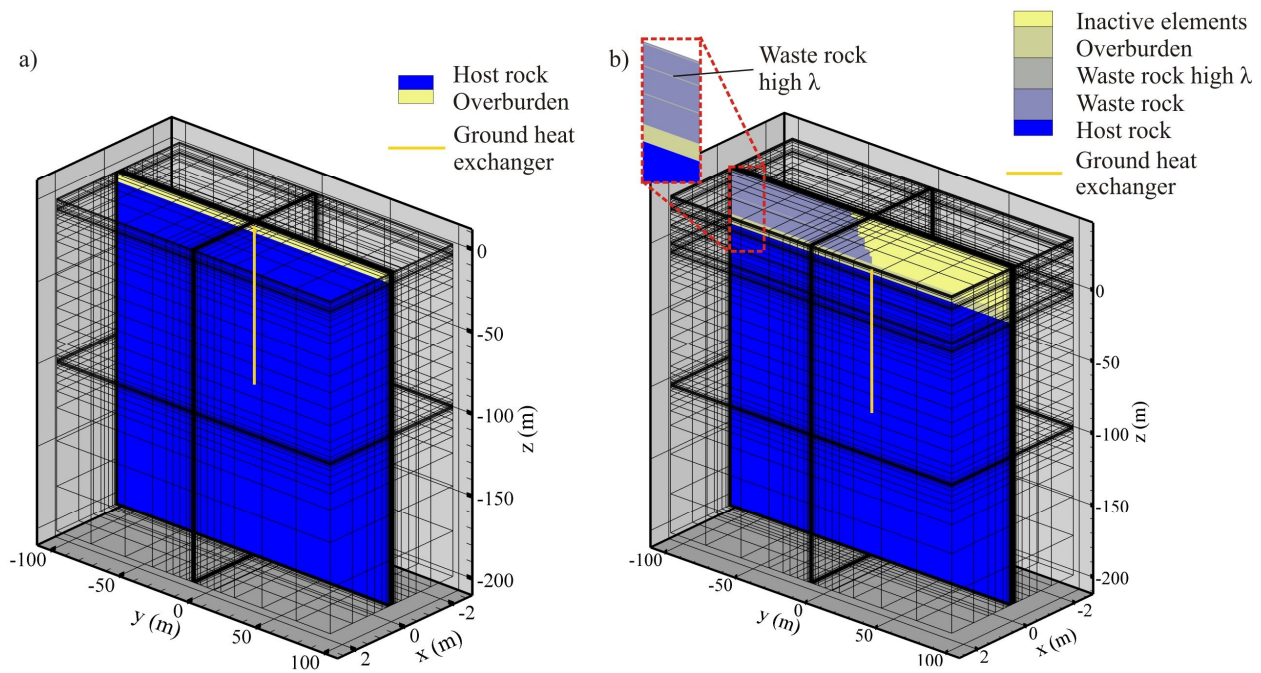 a)
Host rock
Overburden
Ground heat
exchanger
0
-50
-100
-150
-200
z (m)
-100
-50
0
50
100
y (m)
-2
0
2
x (m)
b)
Waste rock
high λ
Inactive elements
Overburden
Waste rock high λ
Waste rock
Host rock
Ground heat
exchanger
0
-50
-100
-150
-200
z (m)
-100
-50
0
50
100
y (m)
-2
0
2
x (m)